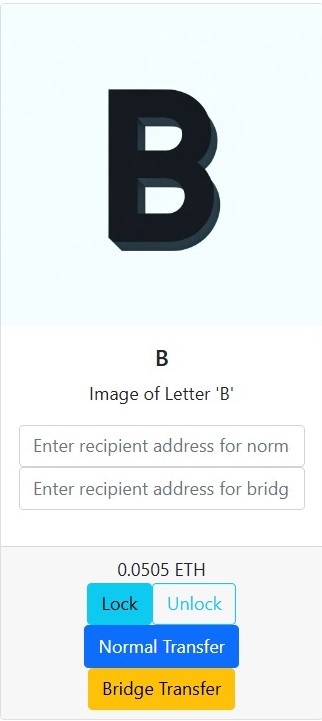 B
B
Image of Letter 'B'
Enter recipient address for norm
Enter recipient address for bridg
0.0505 ETH
Lock Unlock
Normal Transfer
Bridge Transfer